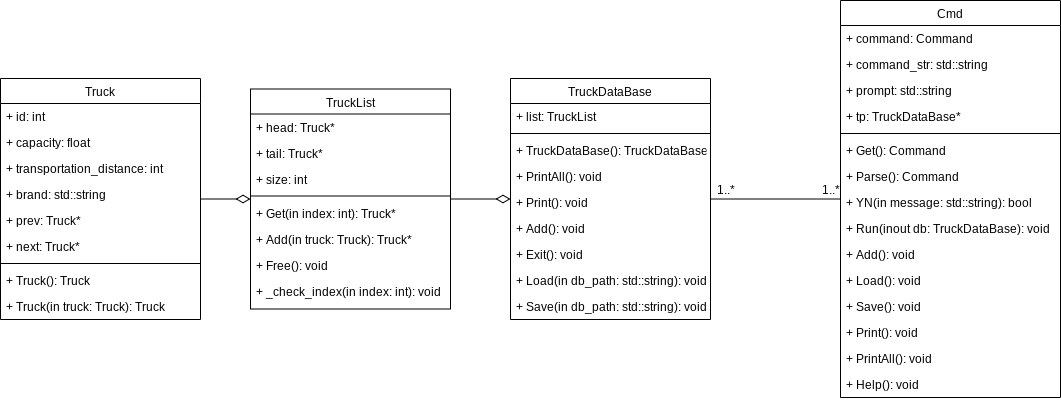 Truck
+ id: int
+ capacity: float
+ transportation_distance: int
+ brand: std::string
+ prev: Truck*
+ next: Truck*
+ Truck(): Truck
+ Truck(in truck: Truck): Truck
TruckList
+ head: Truck*
+ tail: Truck*
+ size: int
+ Get(in index: int): Truck*
+ Add(in truck: Truck): Truck*
+ Free(): void
+ _check_index(in index: int): void
TruckDataBase
+ list: TruckList
+ TruckDataBase(): TruckDataBase
+ PrintAll(): void
+ Print(): void
+ Add(): void
+ Exit(): void
+ Load(in db_path: std::string): void
+ Save(in db_path: std::string): void
1..*
1..*
Cmd
+ command: Command
+ command_str: std::string
+ prompt: std::string
+ tp: TruckDataBase*
+ Get(): Command
+ Parse(): Command
+ YN(in message: std::string): bool
+ Run(inout db: TruckDataBase): void
+ Add(): void
+ Load(): void
+ Save(): void
+ Print(): void
+ PrintAll(): void
+ Help(): void